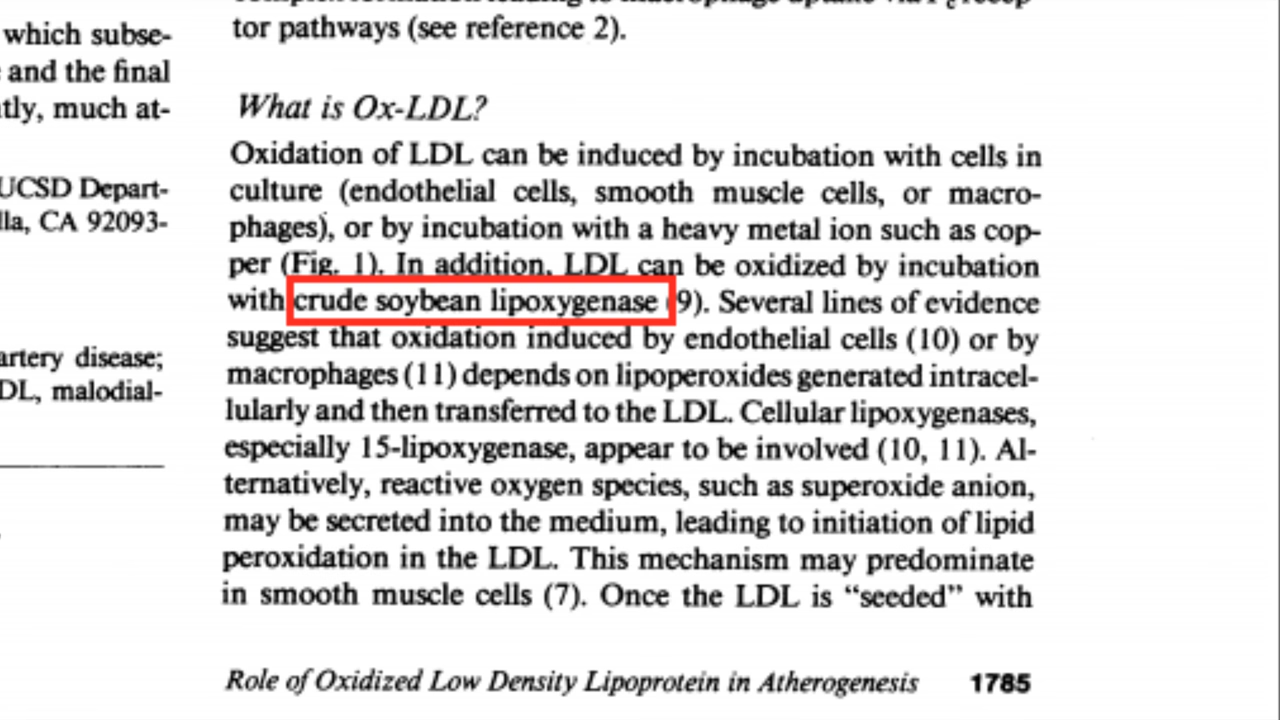 which subse-
and the final
tly, much at-
UCSD Depart-
lla, CA 92093-
artery disease;
DL, malodial-
tor pathways (see reference 2).
What is Ox-LDL?
Oxidation of LDL can be induced by incubation with cells in
culture (endothelial cells, smooth muscle cells, or macro-
phages), or by incubation with a heavy metal ion such as cop-
per (Fig. 1). In addition, LDL can be oxidized by incubation
with crude soybean lipoxygenase (9). Several lines of evidence
suggest that oxidation induced by endothelial cells (10) or by
macrophages (11) depends on lipoperoxides generated intracel-
lularly and then transferred to the LDL. Cellular lipoxygenases,
especially 15-lipoxygenase, appear to be involved (10, 11). Al-
ternatively, reactive oxygen species, such as superoxide anion,
may be secreted into the medium, leading to initiation of lipid
peroxidation in the LDL. This mechanism may predominate
in smooth muscle cells (7). Once the LDL is “seeded” with
Role of Oxidized Low Density Lipoprotein in Atherogenesis 1785